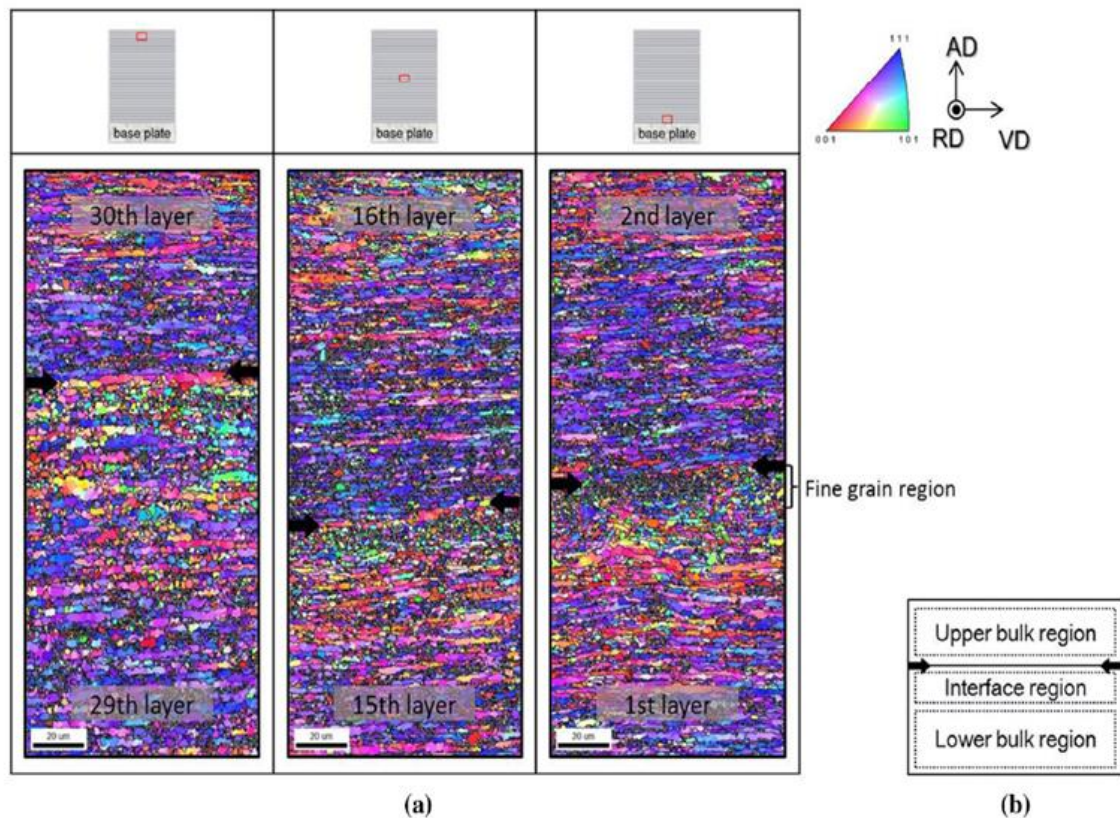 base plate
base plate
base plate
111
001
101
AD
RD
VD
30th layer
16th layer
2nd layer
Fine grain region
29th layer
15th layer
1st layer
20 um
20 um
20 um
Upper bulk region
Interface region
Lower bulk region
(a)
(b)